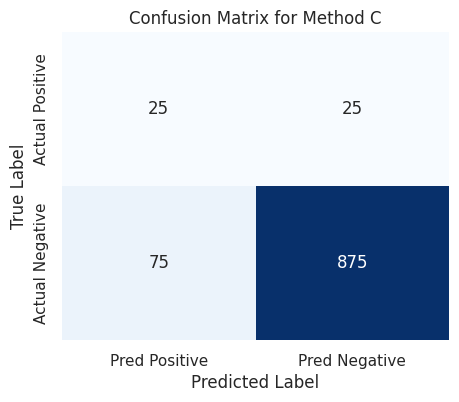 Confusion Matrix for Method C
True Label
Actual Positive
25 25
Actual Negative
75 875
Pred Positive Pred Negative
Predicted Label